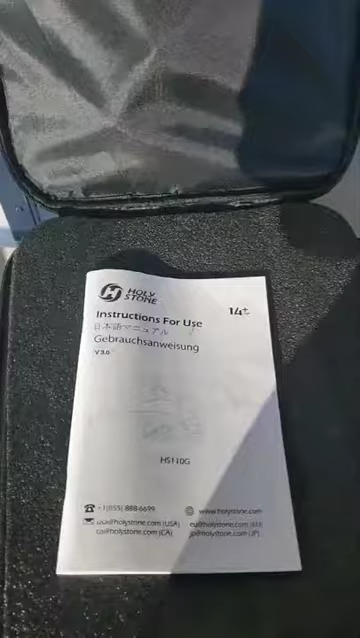 HOLY
STONE
14+
Instructions For Use
日本語マニュアル
Gebrauchsanweisung
V3.0
HS110G
+1(855) 888-6699
www.holystone.com
usa@holystone.com (USA)
eu@holystone.com (EU)
ca@holystone.com (CA)
jp@holystone.com (JP)